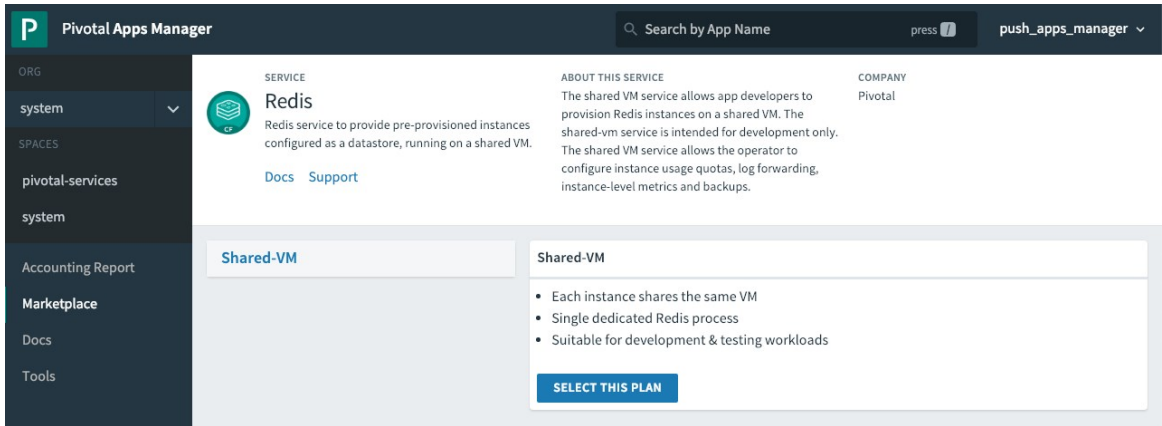 P
Pivotal Apps Manager
Search by App Name
press /
push_apps_manager
ORG
system
SPACES
pivotal-services
system
Accounting Report
Marketplace
Docs
Tools
CF
SERVICE
Redis
Redis service to provide pre-provisioned instances
configured as a datastore, running on a shared VM.
Docs Support
ABOUT THIS SERVICE
The shared VM service allows app developers to
provision Redis instances on a shared VM. The
shared-vm service is intended for development only.
The shared VM service allows the operator to
configure instance usage quotas, log forwarding,
instance-level metrics and backups.
COMPANY
Pivotal
Shared-VM
Shared-VM
• Each instance shares the same VM
• Single dedicated Redis process
• Suitable for development & testing workloads
SELECT THIS PLAN